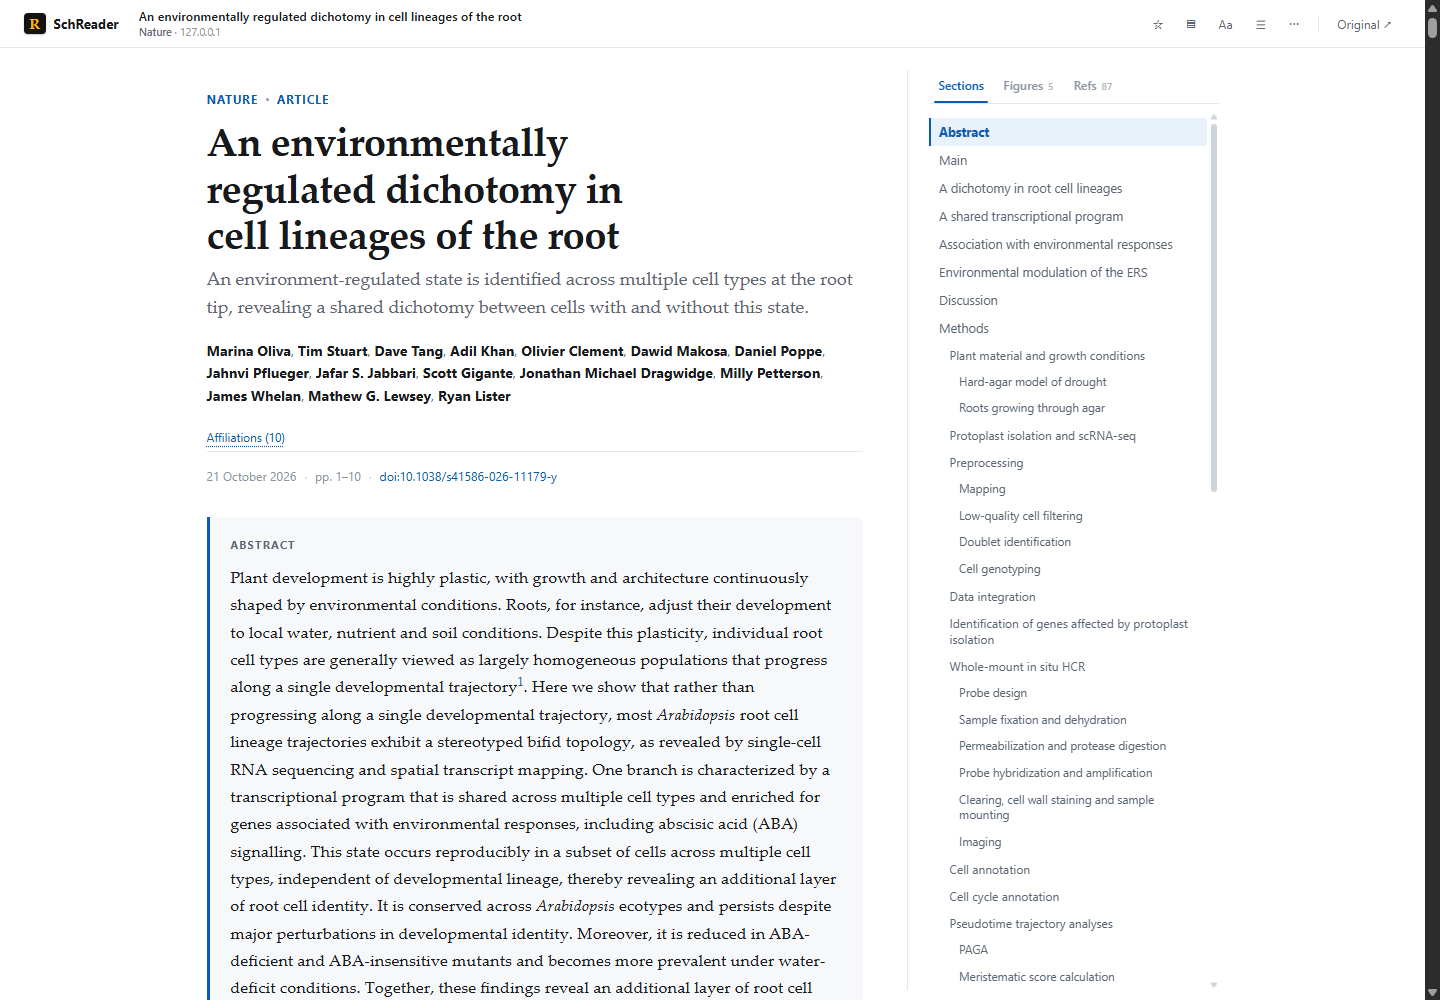 R SchReader
An environmentally regulated dichotomy in cell lineages of the root
Nature · 127.0.0.1
Aa
Original ↗
NATURE • ARTICLE
An environmentally
regulated dichotomy in
cell lineages of the root
An environment-regulated state is identified across multiple cell types at the root
tip, revealing a shared dichotomy between cells with and without this state.
Marina Oliva, Tim Stuart, Dave Tang, Adil Khan, Olivier Clement, Dawid Makosa, Daniel Poppe,
Jahnvi Pflueger, Jafar S. Jabbari, Scott Gigante, Jonathan Michael Dragwidge, Milly Petterson,
James Whelan, Mathew G. Lewsey, Ryan Lister
Affiliations (10)
21 October 2026 · pp. 1–10 · doi:10.1038/s41586-026-11179-y
ABSTRACT
Plant development is highly plastic, with growth and architecture continuously
shaped by environmental conditions. Roots, for instance, adjust their development
to local water, nutrient and soil conditions. Despite this plasticity, individual root
cell types are generally viewed as largely homogeneous populations that progress
along a single developmental trajectory1. Here we show that rather than
progressing along a single developmental trajectory, most Arabidopsis root cell
lineage trajectories exhibit a stereotyped bifid topology, as revealed by single-cell
RNA sequencing and spatial transcript mapping. One branch is characterized by a
transcriptional program that is shared across multiple cell types and enriched for
genes associated with environmental responses, including abscisic acid (ABA)
signalling. This state occurs reproducibly in a subset of cells across multiple cell
types, independent of developmental lineage, thereby revealing an additional layer
of root cell identity. It is conserved across Arabidopsis ecotypes and persists despite
major perturbations in developmental identity. Moreover, it is reduced in ABA-
deficient and ABA-insensitive mutants and becomes more prevalent under water-
deficit conditions. Together, these findings reveal an additional layer of root cell
Sections Figures 5 Refs 87
Abstract
Main
A dichotomy in root cell lineages
A shared transcriptional program
Association with environmental responses
Environmental modulation of the ERS
Discussion
Methods
Plant material and growth conditions
Hard-agar model of drought
Roots growing through agar
Protoplast isolation and scRNA-seq
Preprocessing
Mapping
Low-quality cell filtering
Doublet identification
Cell genotyping
Data integration
Identification of genes affected by protoplast
isolation
Whole-mount in situ HCR
Probe design
Sample fixation and dehydration
Permeabilization and protease digestion
Probe hybridization and amplification
Clearing, cell wall staining and sample
mounting
Imaging
Cell annotation
Cell cycle annotation
Pseudotime trajectory analyses
PAGA
Meristematic score calculation